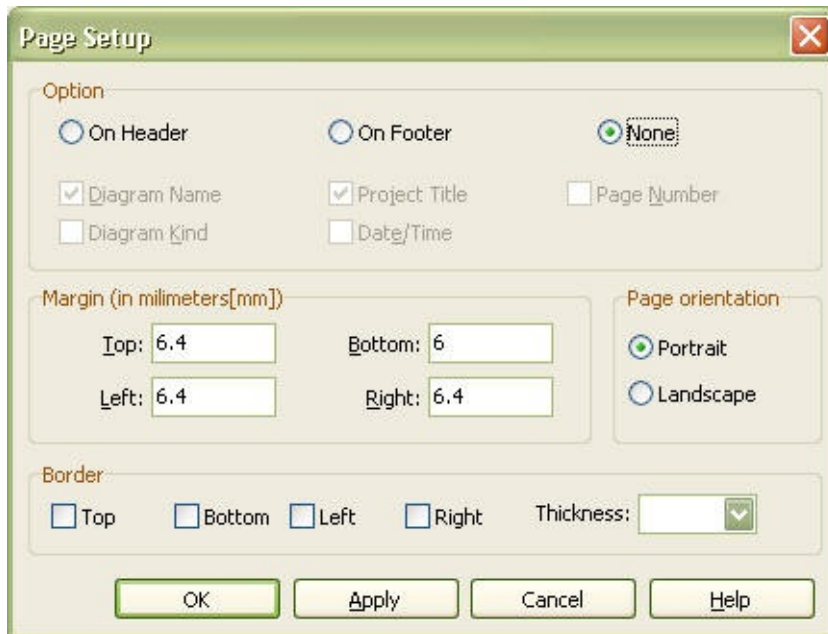 Page Setup
Option
On Header On Footer None
Diagram Name Project Title Page Number
Diagram Kind Date/Time
Margin (in milimeters[mm]) Page orientation
Top: 6.4 Bottom: 6 Portrait
Left: 6.4 Right: 6.4 Landscape
Border
Top Bottom Left Right Thickness:
OK Apply Cancel Help